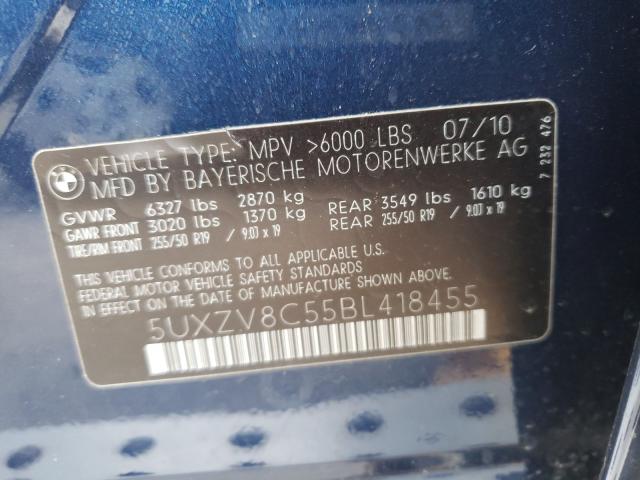 VEHICLE TYPE: MPV >6000 LBS 07/10
MFD BY BAYERISCHE MOTORENWERKE AG
GVWR 6327 lbs 2870 kg
GAWR FRONT 3020 lbs 1370 kg REAR 3549 lbs 1610 kg
TIRE/RIM FRONT 255/50 R19 / 9.0J x 19 REAR 255/50 R19 / 9.0J x 19
THIS VEHICLE CONFORMS TO ALL APPLICABLE U.S.
FEDERAL MOTOR VEHICLE SAFETY STANDARDS
IN EFFECT ON THE DATE OF MANUFACTURE SHOWN ABOVE.
5UXZV8C55BL418455
7 232 476